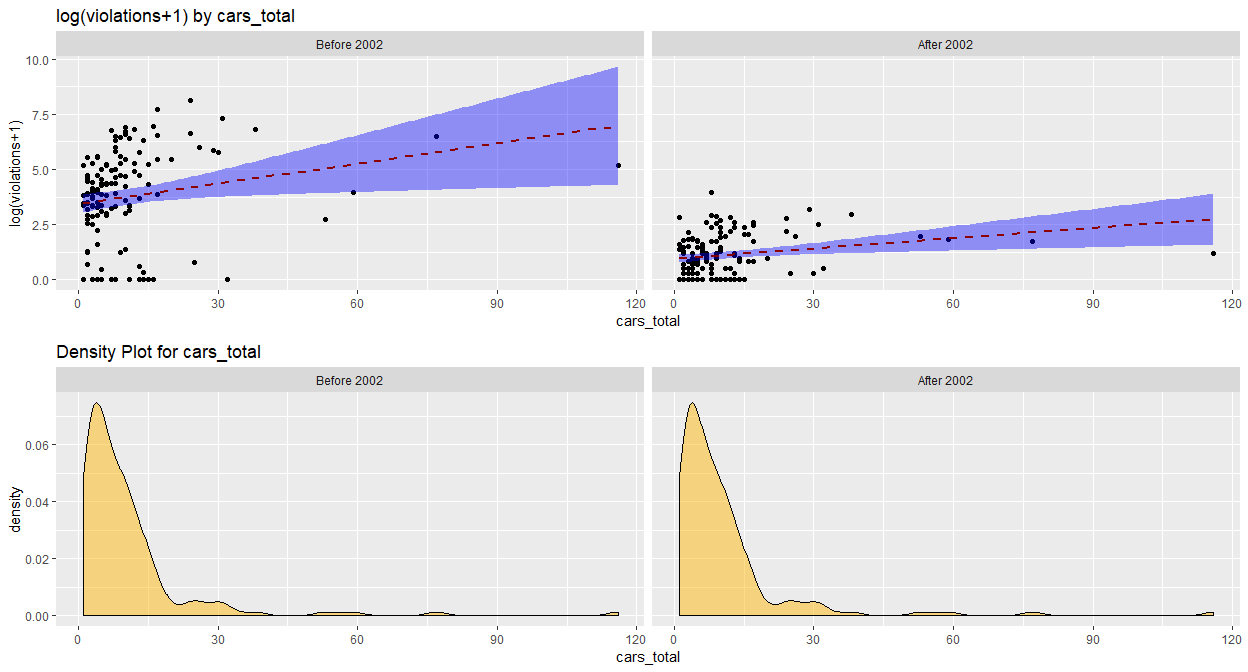 log(violations+1) by cars_total
Before 2002
After 2002
log(violations+1)
10.0
7.5
5.0
2.5
0.0
0
30
60
90
120
0
30
60
90
120
cars_total
Density Plot for cars_total
Before 2002
After 2002
density
0.06
0.04
0.02
0.00
0
30
60
90
120
0
30
60
90
120
cars_total